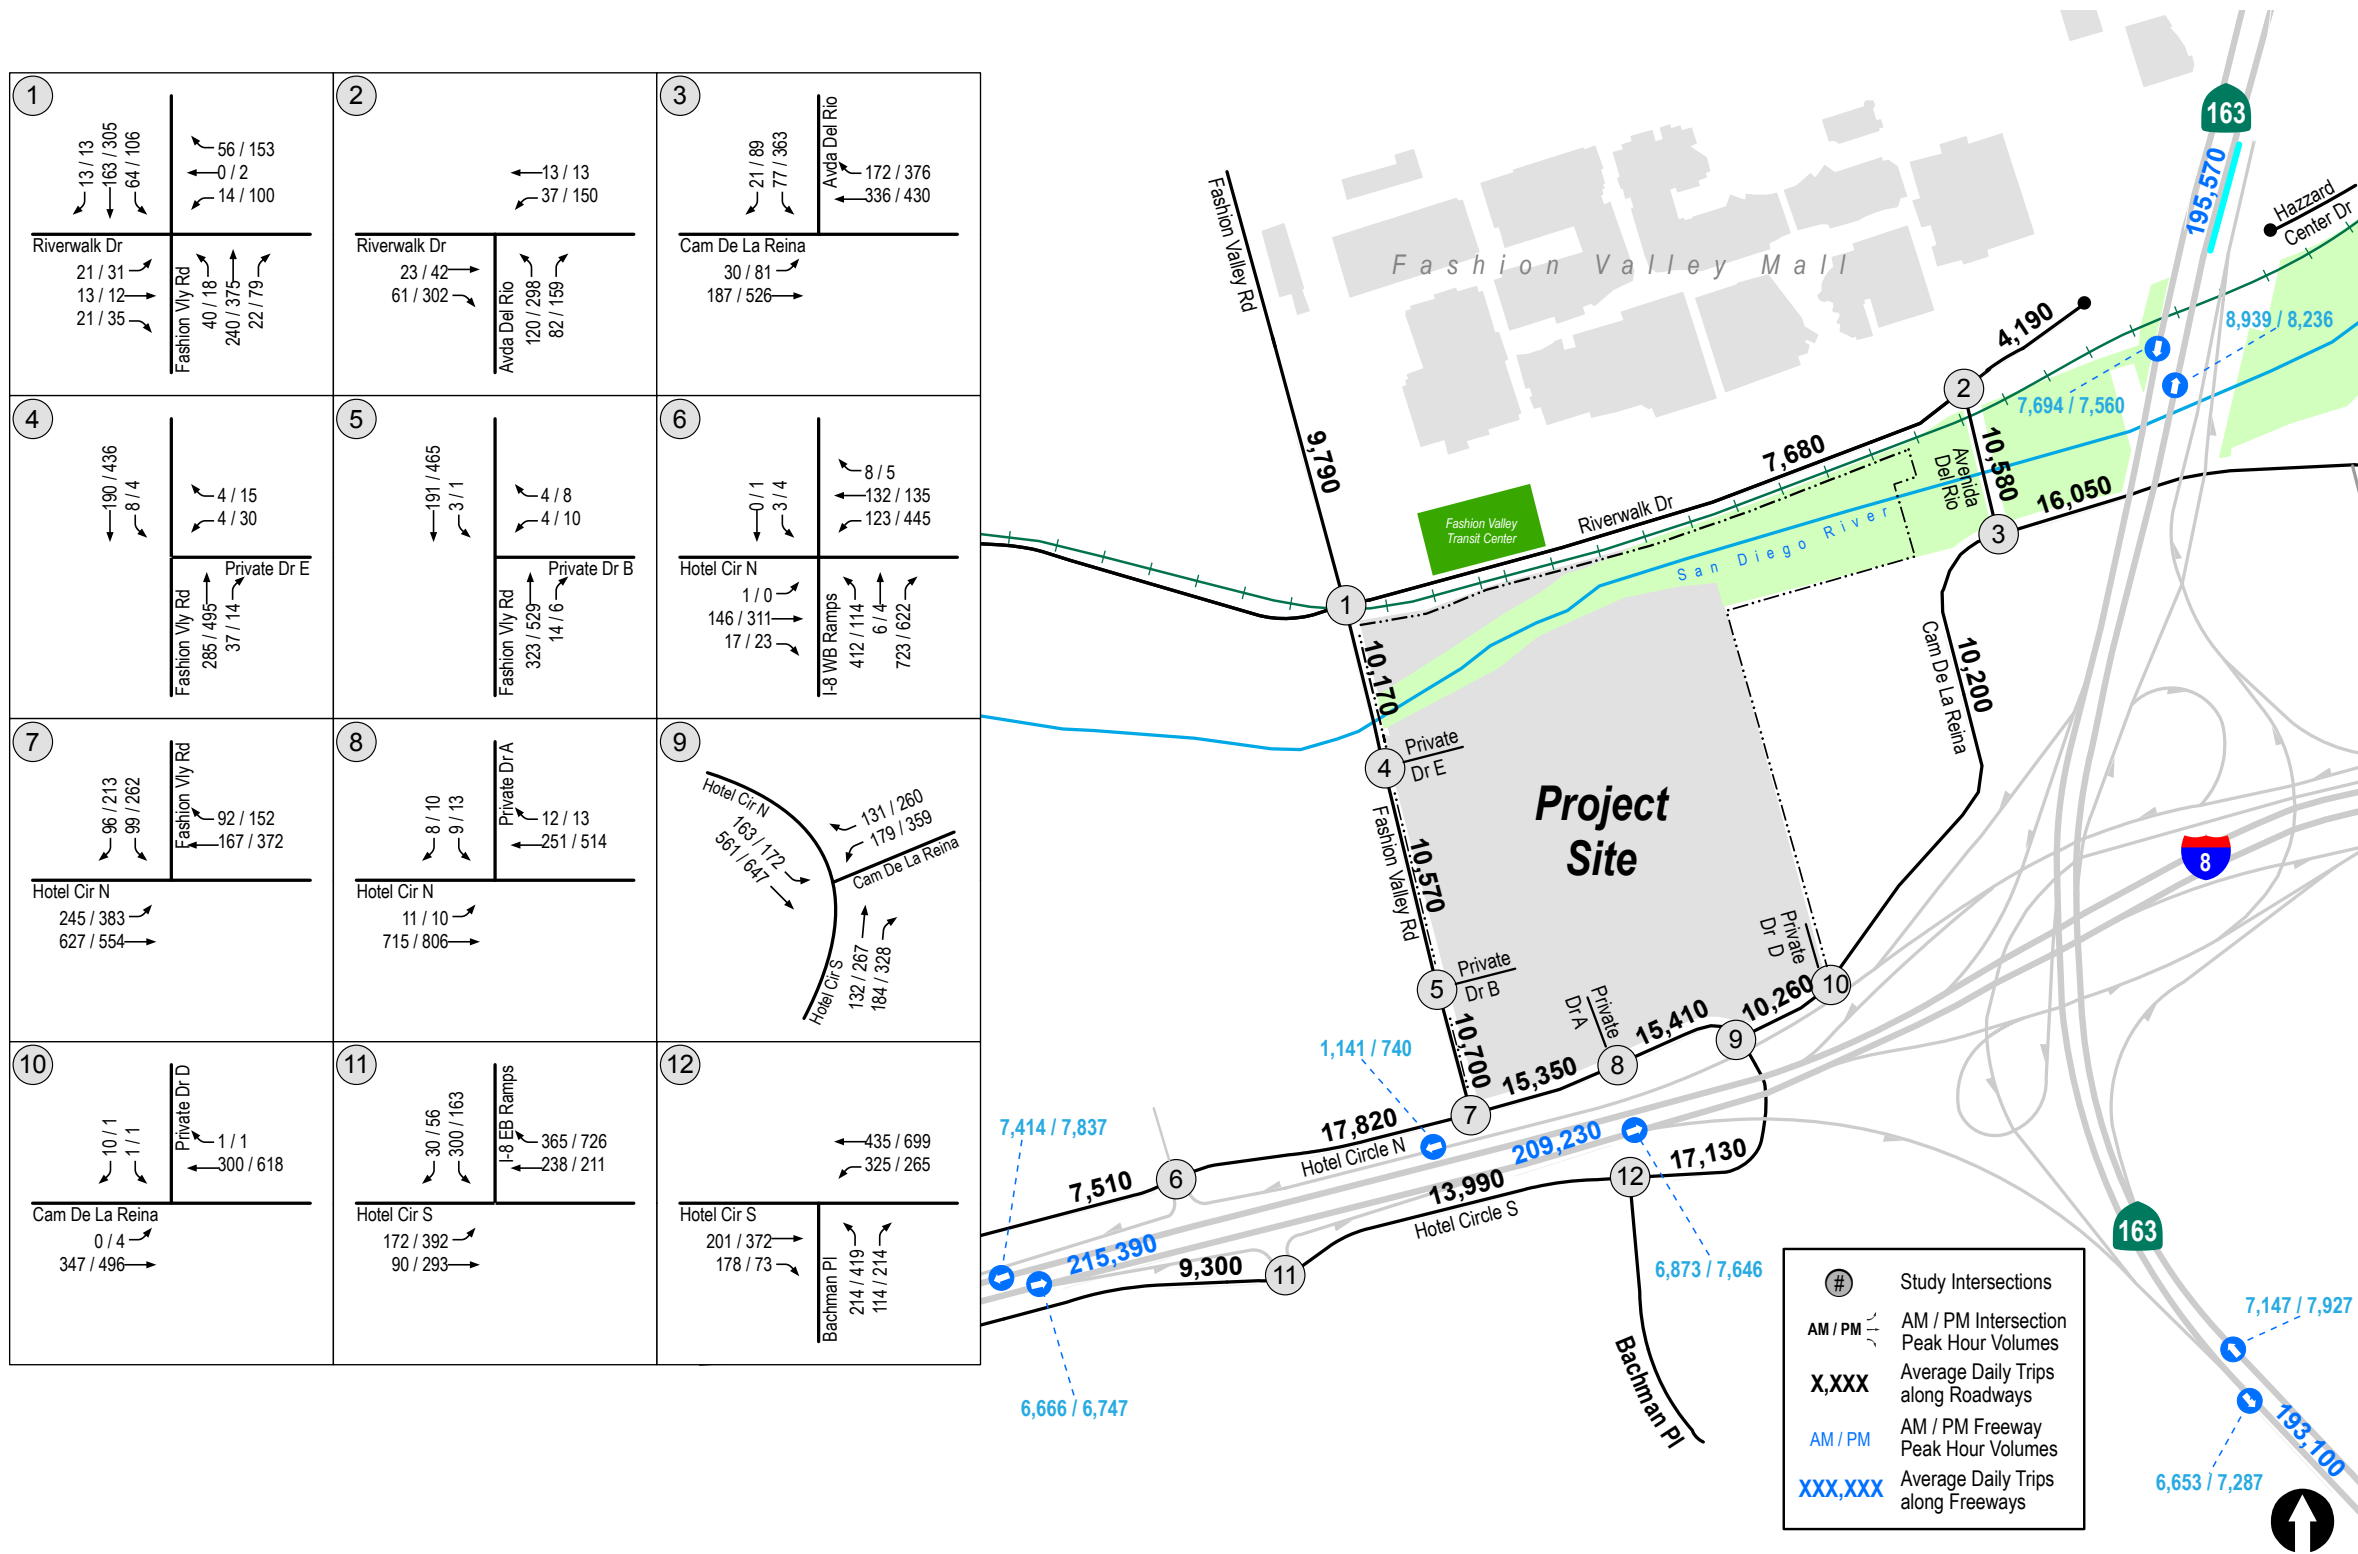 1
13 / 13
163 / 305
64 / 106
56 / 153
0 / 2
14 / 100
Riverwalk Dr
21 / 31
13 / 12
21 / 35
Fashion Vly Rd
40 / 18
240 / 375
22 / 79
2
13 / 13
37 / 150
Riverwalk Dr
23 / 42
61 / 302
Avda Del Rio
120 / 298
82 / 159
3
21 / 89
77 / 363
Avda Del Rio
172 / 376
336 / 430
Cam De La Reina
30 / 81
187 / 526
4
190 / 436
8 / 4
4 / 15
4 / 30
Private Dr E
Fashion Vly Rd
285 / 495
37 / 14
5
191 / 465
3 / 1
4 / 8
4 / 10
Private Dr B
Fashion Vly Rd
323 / 529
14 / 6
6
0 / 1
3 / 4
8 / 5
132 / 135
123 / 445
Hotel Cir N
1 / 0
146 / 311
17 / 23
I-8 WB Ramps
412 / 114
6 / 4
723 / 622
7
96 / 213
99 / 262
Fashion Vly Rd
92 / 152
167 / 372
Hotel Cir N
245 / 383
627 / 554
8
8 / 10
9 / 13
Private Dr A
12 / 13
251 / 514
Hotel Cir N
11 / 10
715 / 806
9
Hotel Cir N
163 / 172
561 / 647
131 / 260
179 / 359
Cam De La Reina
Hotel Cir S
132 / 267
184 / 328
10
10 / 1
1 / 1
Private Dr D
1 / 1
300 / 618
Cam De La Reina
0 / 4
347 / 496
11
30 / 56
300 / 163
I-8 EB Ramps
365 / 726
238 / 211
Hotel Cir S
172 / 392
90 / 293
12
435 / 699
325 / 265
Hotel Cir S
201 / 372
178 / 73
Bachman Pl
214 / 419
114 / 214
163
195,570
Hazzard
Center Dr
Fashion Valley Rd
Fashion Valley Mall
8,939 / 8,236
4,190
7,694 / 7,560
2
9,790
7,680
Avenida
Del Rio
10,580
16,050
Fashion Valley
Transit Center
Riverwalk Dr
San Diego River
3
1
10,170
Cam De La Reina
10,200
4
Private
Dr E
Project
Site
8
Fashion Valley Rd
10,570
Private
Dr D
5
Private
Dr B
10
10,260
Private
Dr A
15,410
9
10,700
1,141 / 740
15,350
8
7
17,820
Hotel Circle N
209,230
7,414 / 7,837
17,130
12
7,510
6
13,990
Hotel Circle S
215,390
9,300
11
6,873 / 7,646
163
6,666 / 6,747
Bachman Pl
7,147 / 7,927
6,653 / 7,287
193,100
#
Study Intersections
AM / PM
AM / PM Intersection
Peak Hour Volumes
X,XXX
Average Daily Trips
along Roadways
AM / PM
AM / PM Freeway
Peak Hour Volumes
XXX,XXX
Average Daily Trips
along Freeways